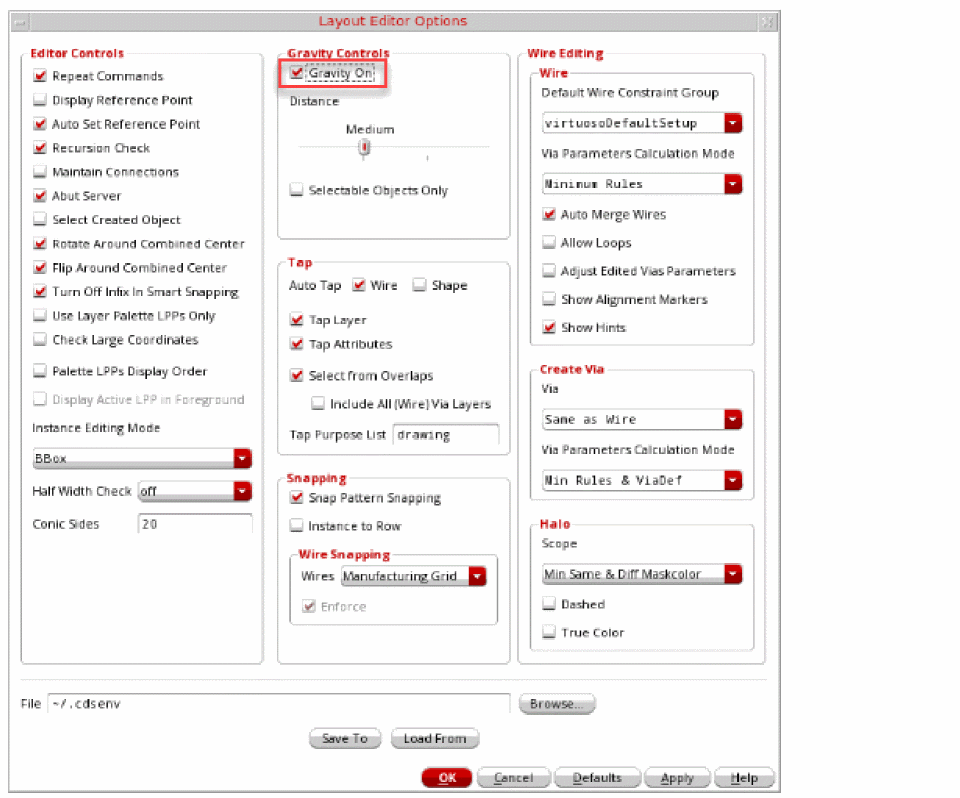 Layout Editor Options
Editor Controls
Repeat Commands
Display Reference Point
Auto Set Reference Point
Recursion Check
Maintain Connections
Abut Server
Select Created Object
Rotate Around Combined Center
Flip Around Combined Center
Turn Off Infix In Smart Snapping
Use Layer Palette LPPs Only
Check Large Coordinates
Palette LPPs Display Order
Display Active LPP in Foreground
Instance Editing Mode
BBox
Half Width Check off
Conic Sides 20
Gravity Controls
Gravity On
Distance
Medium
Selectable Objects Only
Tap
Auto Tap Wire Shape
Tap Layer
Tap Attributes
Select from Overlaps
Include All (Wire) Via Layers
Tap Purpose List drawing
Snapping
Snap Pattern Snapping
Instance to Row
Wire Snapping
Wires Manufacturing Grid
Enforce
Wire Editing
Wire
Default Wire Constraint Group
virtuosoDefaultSetup
Via Parameters Calculation Mode
Minimum Rules
Auto Merge Wires
Allow Loops
Adjust Edited Vias Parameters
Show Alignment Markers
Show Hints
Create Via
Via
Same as Wire
Via Parameters Calculation Mode
Min Rules & ViaDef
Halo
Scope
Min Same & Diff Maskcolor
Dashed
True Color
File ~/.cdsenv Browse...
Save To Load From
OK Cancel Defaults Apply Help